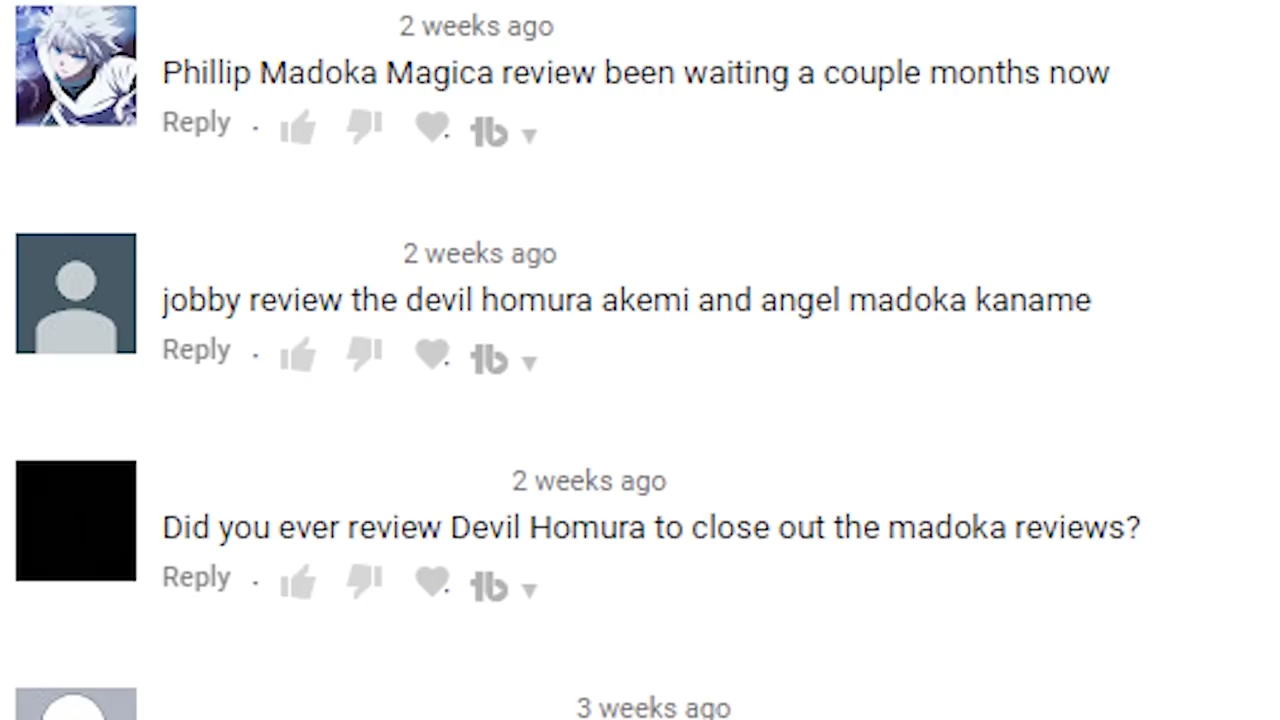 2 weeks ago
Phillip Madoka Magica review been waiting a couple months now
Reply .
2 weeks ago
jobby review the devil homura akemi and angel madoka kaname
Reply .
2 weeks ago
Did you ever review Devil Homura to close out the madoka reviews?
Reply .
3 weeks ago